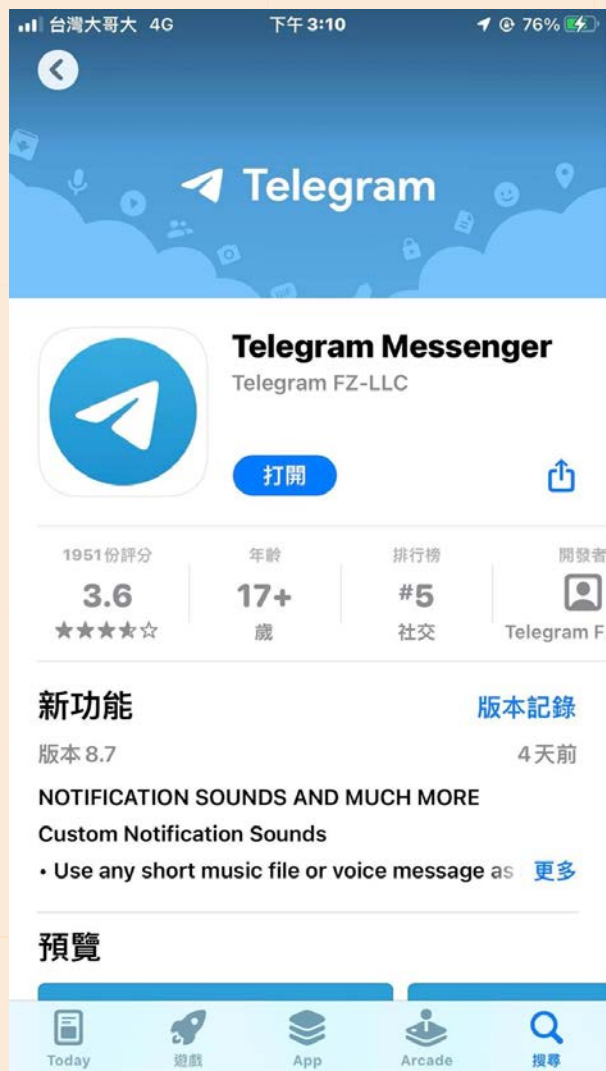 台灣大哥大 4G 下午3:10 76%
Telegram
Telegram Messenger
Telegram FZ-LLC
打開
1951份評分 年齡 排行榜 開發者
3.6 17+ #5
歲 社交 Telegram F
新功能 版本記錄
版本 8.7 4天前
NOTIFICATION SOUNDS AND MUCH MORE
Custom Notification Sounds
• Use any short music file or voice message as 更多
預覽
Today 遊戲 App Arcade 搜尋